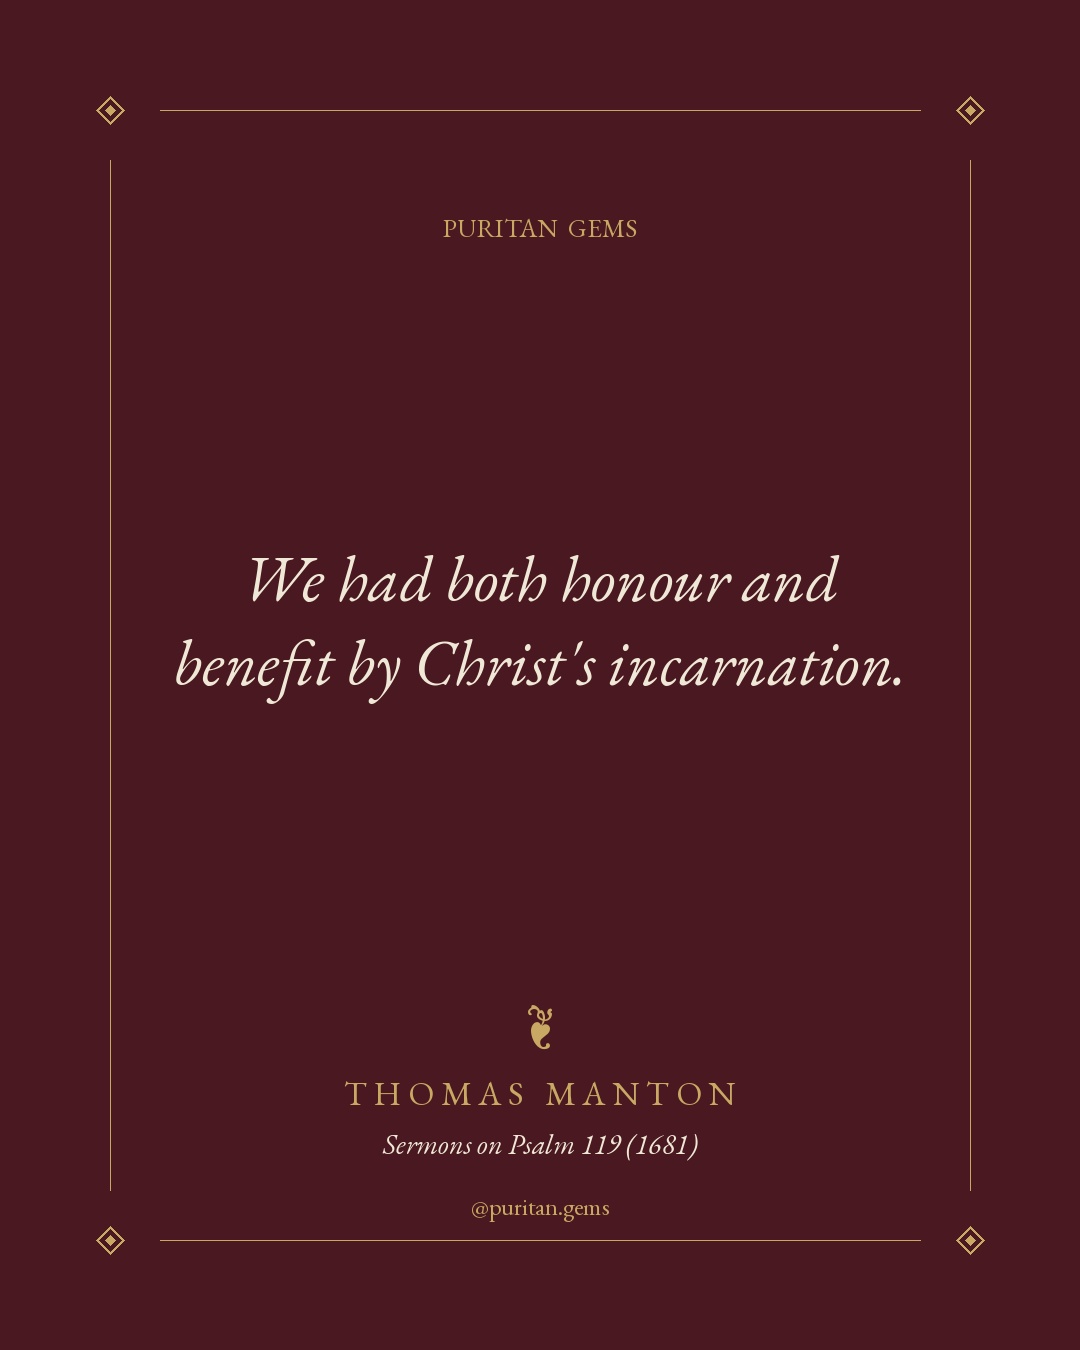 PURITAN GEMS
We had both honour and
benefit by Christ's incarnation.
THOMAS MANTON
Sermons on Psalm 119 (1681)
@puritan.gems